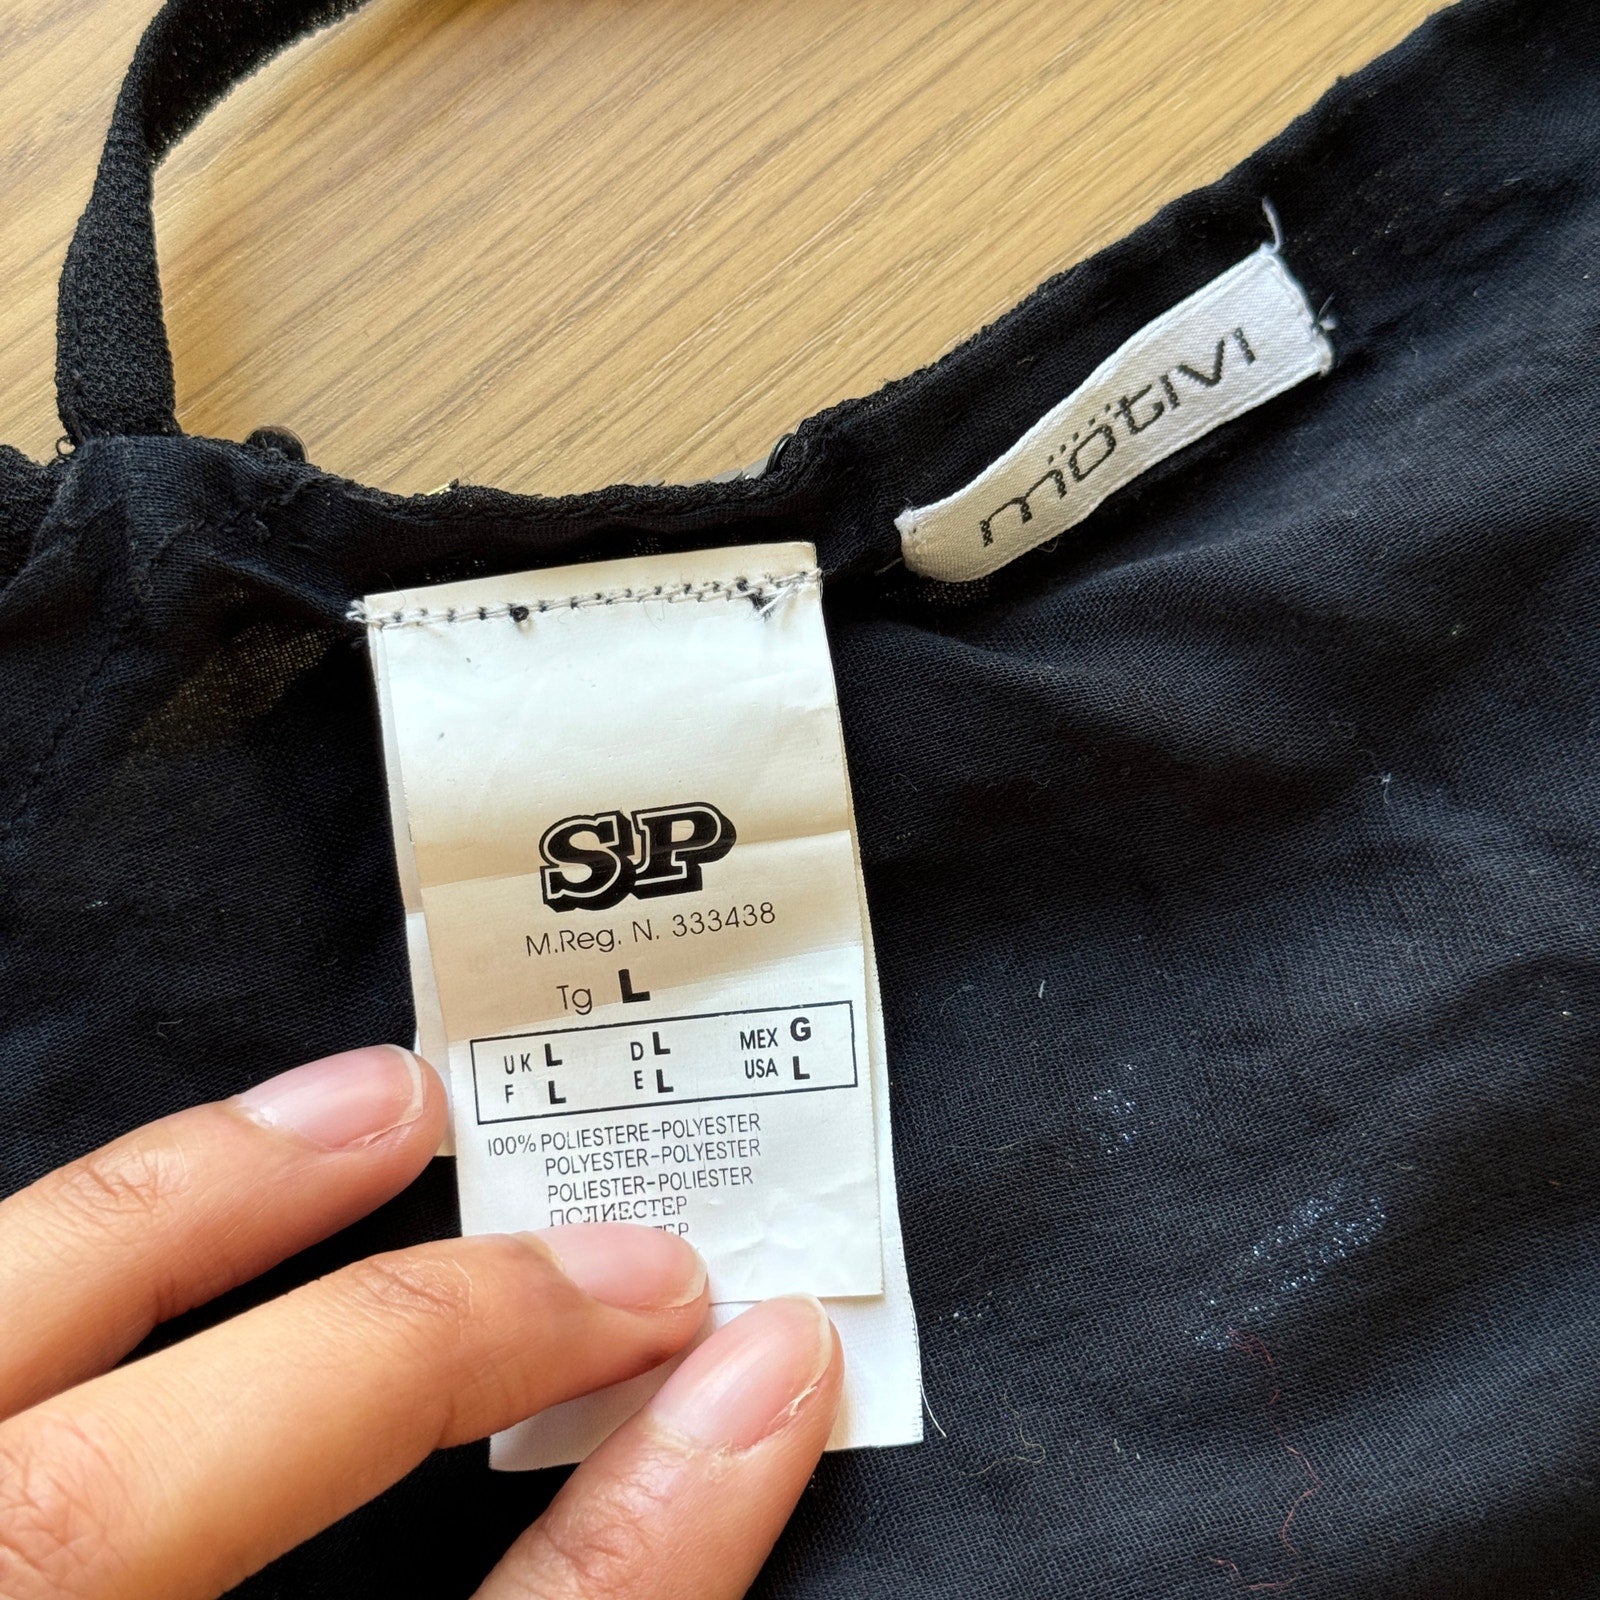 mötivi
SP
M.Reg. N. 333438
Tg L
UK L D L MEX G
F L E L USA L
100% POLIESTERE-POLYESTER
POLYESTER-POLYESTER
POLIESTER-POLIESTER
ПОЛИЕСТЕР